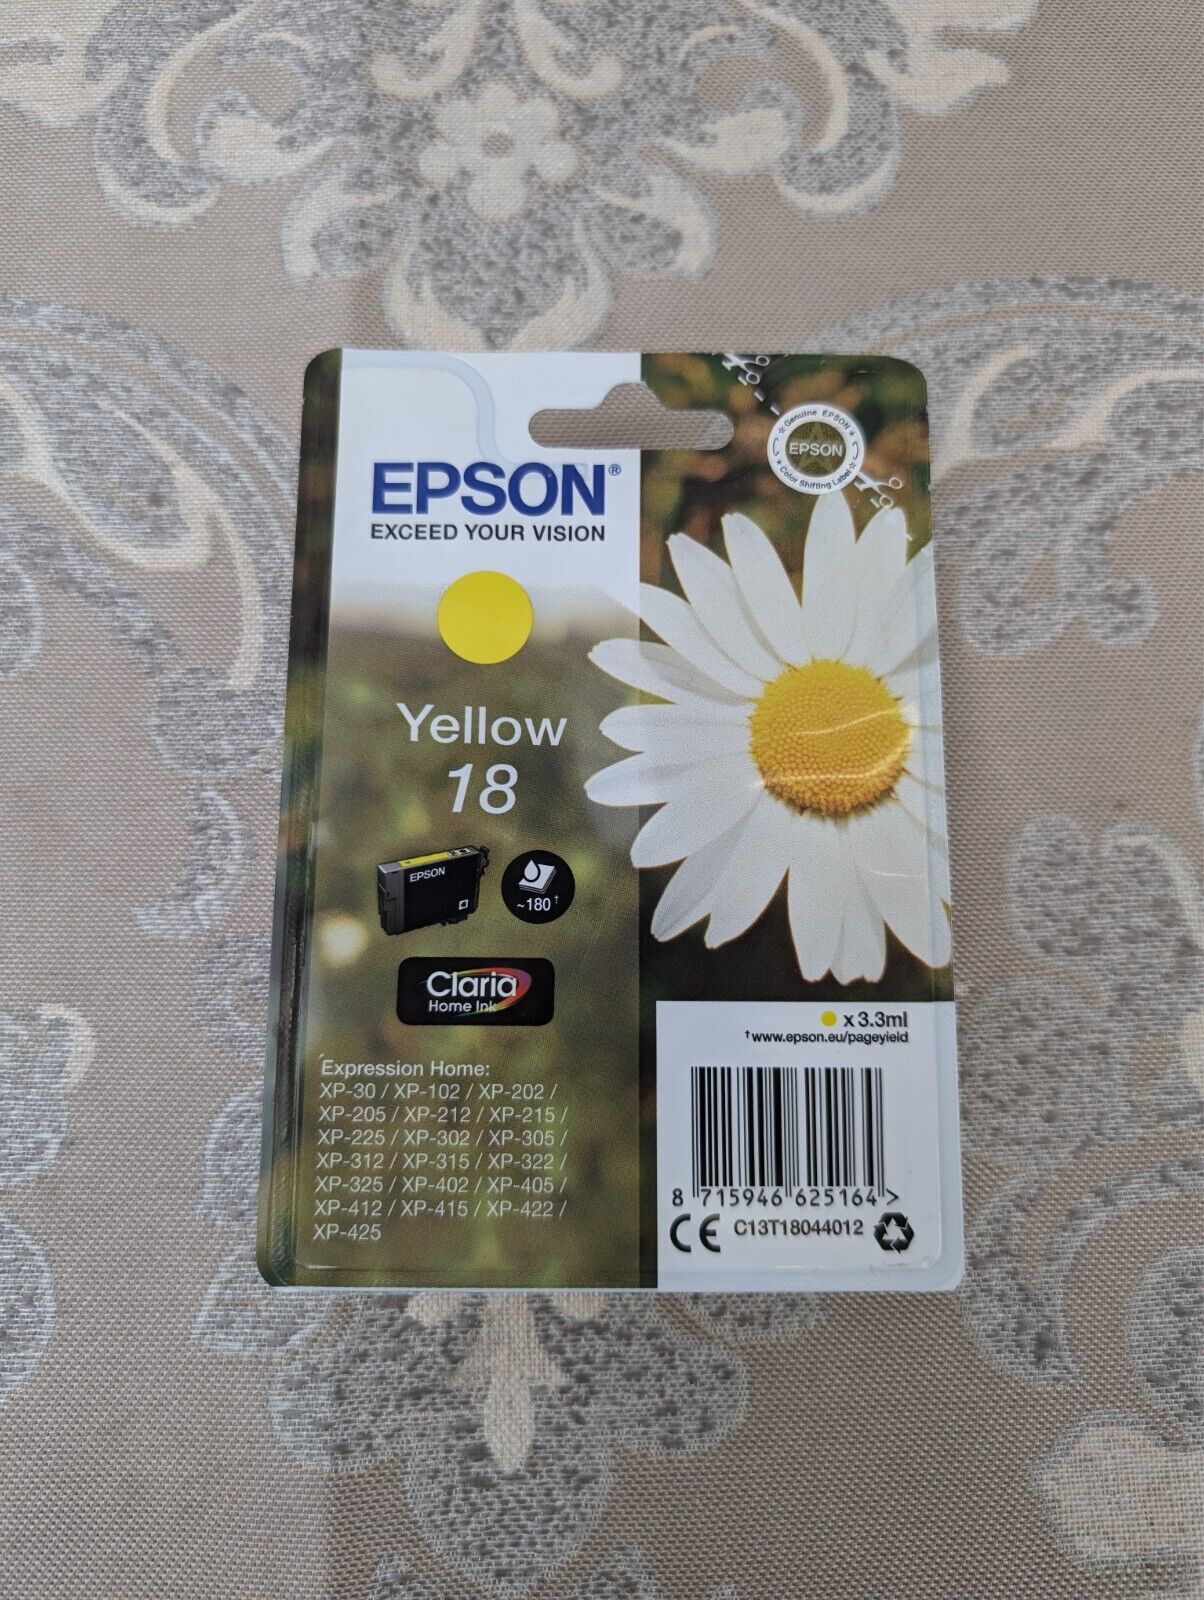 Genuine EPSON
EPSON
Color Shifting Label
EPSON®
EXCEED YOUR VISION
Yellow
18
EPSON
~180†
Claria
Home Ink
x 3.3ml
†www.epson.eu/pageyield
Expression Home:
XP-30 / XP-102 / XP-202 /
XP-205 / XP-212 / XP-215 /
XP-225 / XP-302 / XP-305 /
XP-312 / XP-315 / XP-322 /
XP-325 / XP-402 / XP-405 /
XP-412 / XP-415 / XP-422 /
XP-425
8 715946 625164 >
CE C13T18044012